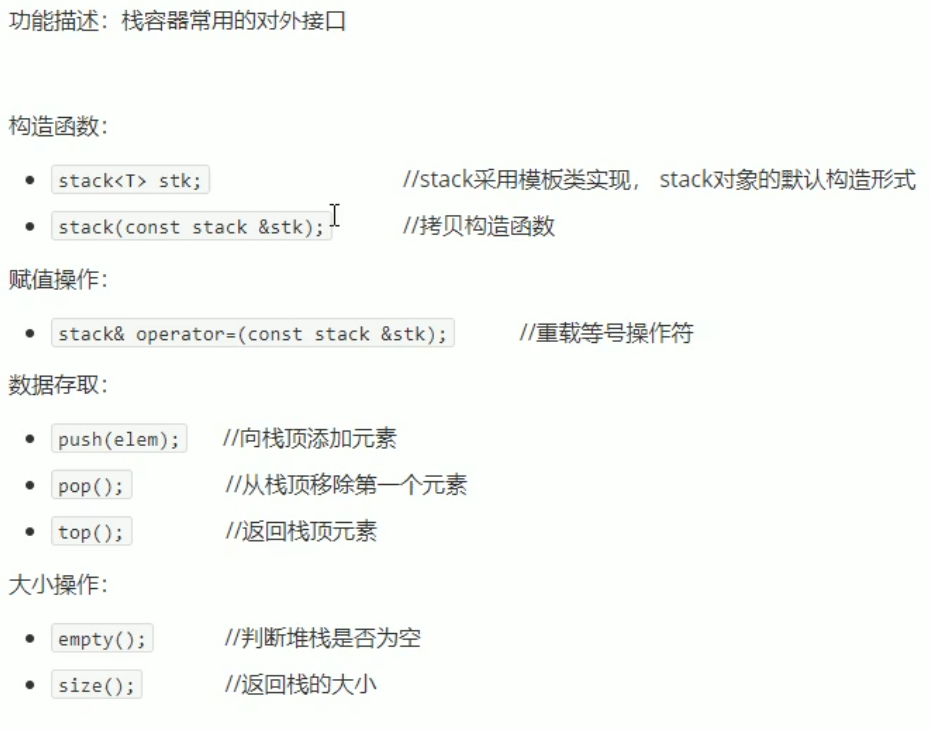 功能描述：栈容器常用的对外接口
构造函数：
• stack<T> stk; //stack采用模板类实现， stack对象的默认构造形式
• stack(const stack &stk); //拷贝构造函数
赋值操作：
• stack& operator=(const stack &stk); //重载等号操作符
数据存取：
• push(elem); //向栈顶添加元素
• pop(); //从栈顶移除第一个元素
• top(); //返回栈顶元素
大小操作：
• empty(); //判断堆栈是否为空
• size(); //返回栈的大小